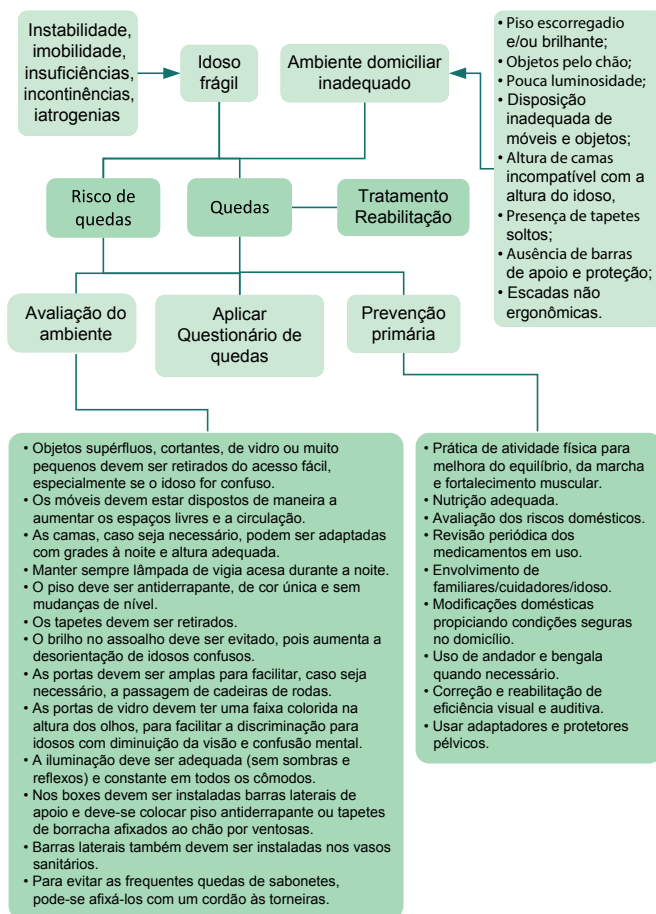 Instabilidade,
imobilidade,
insuficiências,
incontinências,
iatrogenias
Idoso
frágil
Ambiente domiciliar
inadequado
• Piso escorregadio
e/ou brilhante;
• Objetos pelo chão;
• Pouca luminosidade;
• Disposição
inadequada de
móveis e objetos;
• Altura de camas
incompatível com a
altura do idoso,
• Presença de tapetes
soltos;
• Ausência de barras
de apoio e proteção;
• Escadas não
ergonômicas.
Risco de
quedas
Quedas
Tratamento
Reabilitação
Avaliação do
ambiente
Aplicar
Questionário de
quedas
Prevenção
primária
• Objetos supérfluos, cortantes, de vidro ou muito
pequenos devem ser retirados do acesso fácil,
especialmente se o idoso for confuso.
• Os móveis devem estar dispostos de maneira a
aumentar os espaços livres e a circulação.
• As camas, caso seja necessário, podem ser adaptadas
com grades à noite e altura adequada.
• Manter sempre lâmpada de vigia acesa durante a noite.
• O piso deve ser antiderrapante, de cor única e sem
mudanças de nível.
• Os tapetes devem ser retirados.
• O brilho no assoalho deve ser evitado, pois aumenta a
desorientação de idosos confusos.
• As portas devem ser amplas para facilitar, caso seja
necessário, a passagem de cadeiras de rodas.
• As portas de vidro devem ter uma faixa colorida na
altura dos olhos, para facilitar a discriminação para
idosos com diminuição da visão e confusão mental.
• A iluminação deve ser adequada (sem sombras e
reflexos) e constante em todos os cômodos.
• Nos boxes devem ser instaladas barras laterais de
apoio e deve-se colocar piso antiderrapante ou tapetes
de borracha afixados ao chão por ventosas.
• Barras laterais também devem ser instaladas nos vasos
sanitários.
• Para evitar as frequentes quedas de sabonetes,
pode-se afixá-los com um cordão às torneiras.
• Prática de atividade física para
melhora do equilíbrio, da marcha
e fortalecimento muscular.
• Nutrição adequada.
• Avaliação dos riscos domésticos.
• Revisão periódica dos
medicamentos em uso.
• Envolvimento de
familiares/cuidadores/idoso.
• Modificações domésticas
propiciando condições seguras
no domicílio.
• Uso de andador e bengala
quando necessário.
• Correção e reabilitação de
eficiência visual e auditiva.
• Usar adaptadores e protetores
pélvicos.